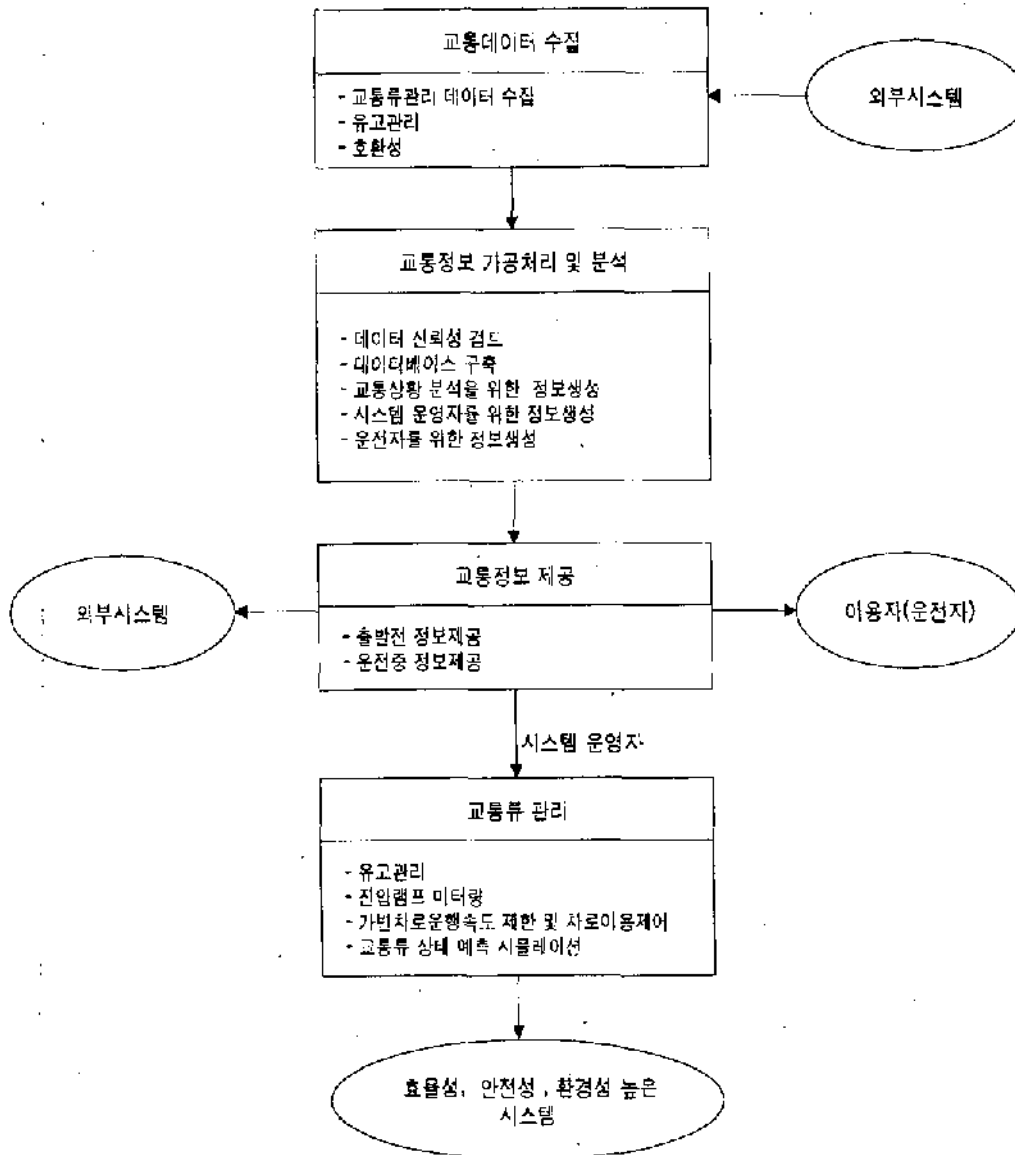 교통데이터 수집
- 교통류관리 데이터 수집
- 유고관리
- 호환성
외부시스템
교통정보 가공처리 및 분석
- 데이터 신뢰성 검토
- 데이터베이스 구축
- 교통상황 분석을 위한 정보생성
- 시스템 운영자를 위한 정보생성
- 운전자를 위한 정보생성
외부시스템
교통정보 제공
- 출발전 정보제공
- 운전중 정보제공
이용자(운전자)
시스템 운영자
교통류 관리
- 유고관리
- 진입램프 미터링
- 가변차로운행속도 제한 및 차로이용제어
- 교통류 상태 예측 시뮬레이션
효율성, 안전성, 환경성 높은
시스템